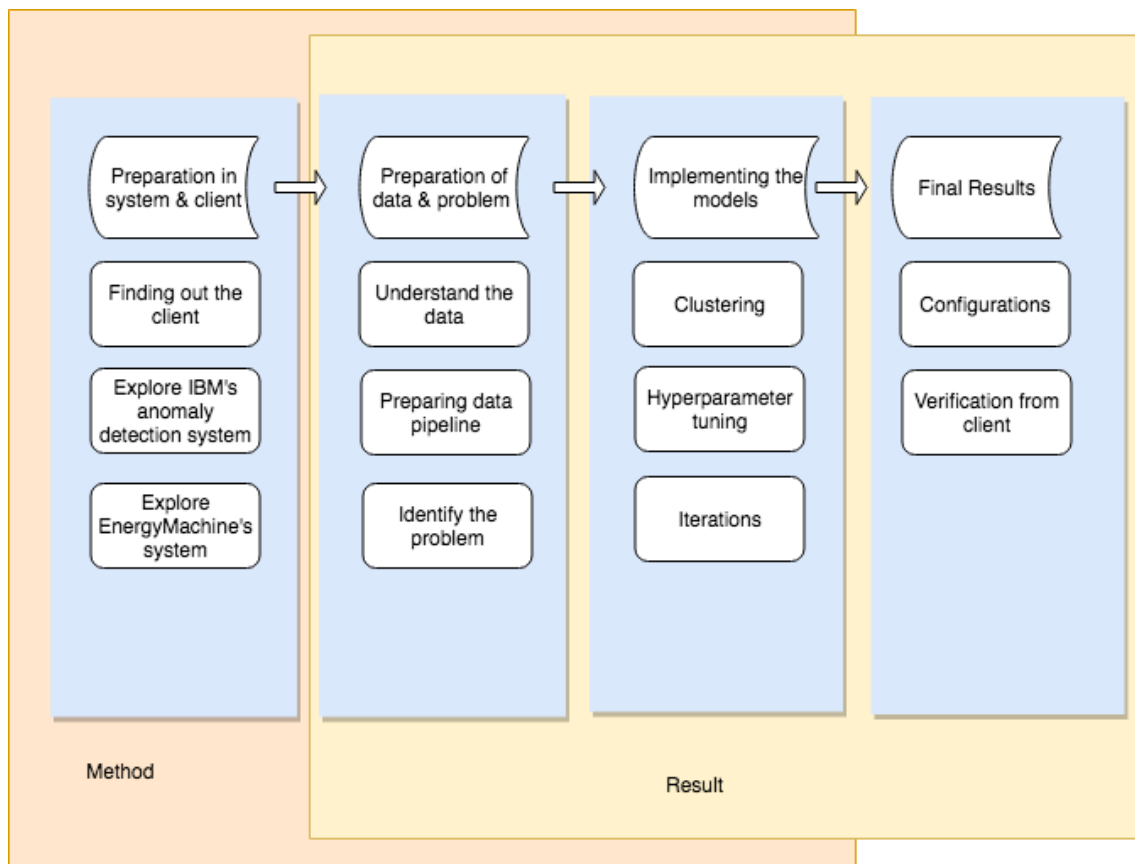 Preparation in
system & client
Finding out the
client
Explore IBM's
anomaly
detection system
Explore
EnergyMachine's
system
Preparation of
data & problem
Understand the
data
Preparing data
pipeline
Identify the
problem
Implementing the
models
Clustering
Hyperparameter
tuning
Iterations
Final Results
Configurations
Verification from
client
Method
Result